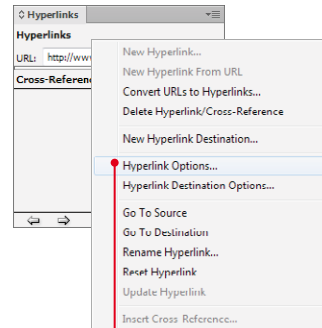 Hyperlinks
Hyperlinks
URL: http://ww
Cross-Referen
New Hyperlink...
New Hyperlink From URL
Convert URLs to Hyperlinks...
Delete Hyperlink/Cross-Reference
New Hyperlink Destination...
Hyperlink Options...
Hyperlink Destination Options...
Go To Source
Go To Destination
Rename Hyperlink...
Reset Hyperlink
Update Hyperlink
Insert Cross-Reference...